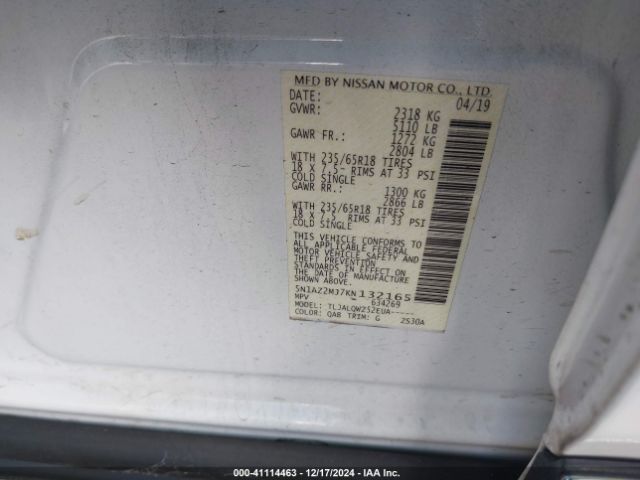 MFD BY NISSAN MOTOR CO., LTD.
DATE: 04/19
GVWR: 2318 KG
5110 LB
GAWR FR.: 1272 KG
2804 LB
WITH 235/65R18 TIRES
18 X 7.5- RIMS AT 33 PSI
COLD SINGLE
GAWR RR.: 1300 KG
2866 LB
WITH 235/65R18 TIRES
18 X 7.5 RIMS AT 33 PSI
COLD SINGLE
THIS VEHICLE CONFORMS TO
ALL APPLICABLE FEDERAL
MOTOR VEHICLE SAFETY AND
THEFT PREVENTION
STANDARDS IN EFFECT ON
THE DATE OF MANUFACTURE
SHOWN ABOVE.
5N1AZ2MJ7KN132165
MPV 634269
TLJALQWZ52EUA-----
COLOR: QAB TRIM: G 2S30A
000-41114463 - 12/17/2024 - IAA Inc.